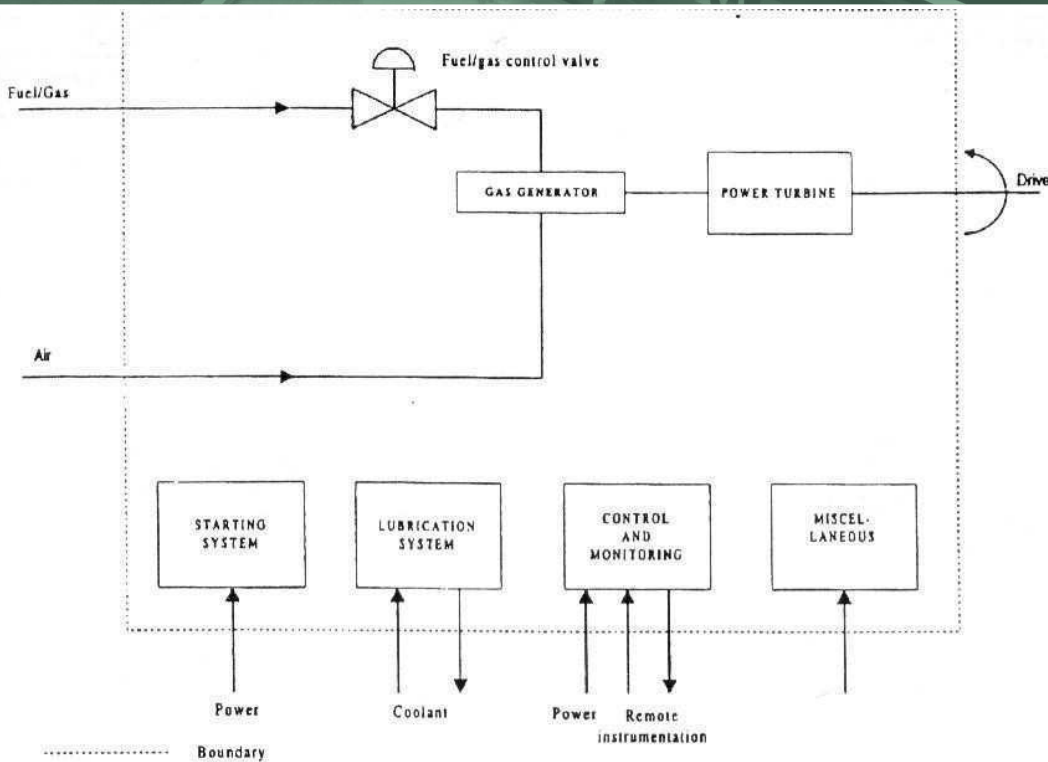 Fuel/gas control valve
Fuel/Gas
GAS GENERATOR
POWER TURBINE
Drive
Air
STARTING
SYSTEM
LUBRICATION
SYSTEM
CONTROL
AND
MONITORING
MISCEL-
LANEOUS
Power
Coolant
Power
Remote
instrumentation
Boundary